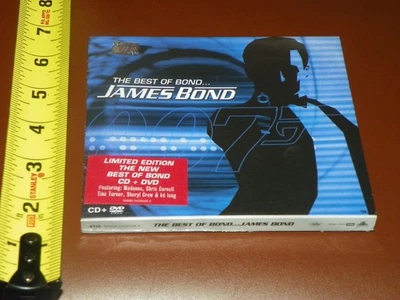 THE BEST OF BOND...
JAMES BOND
007
LIMITED EDITION
THE NEW
BEST OF BOND
CD + DVD
Featuring: Madonna, Chris Cornell
Tina Turner, Sheryl Crow & kd lang
CD+ DVD
THE BEST OF BOND...JAMES BOND
8
7
6
5
4
3
2
1
STANLEY